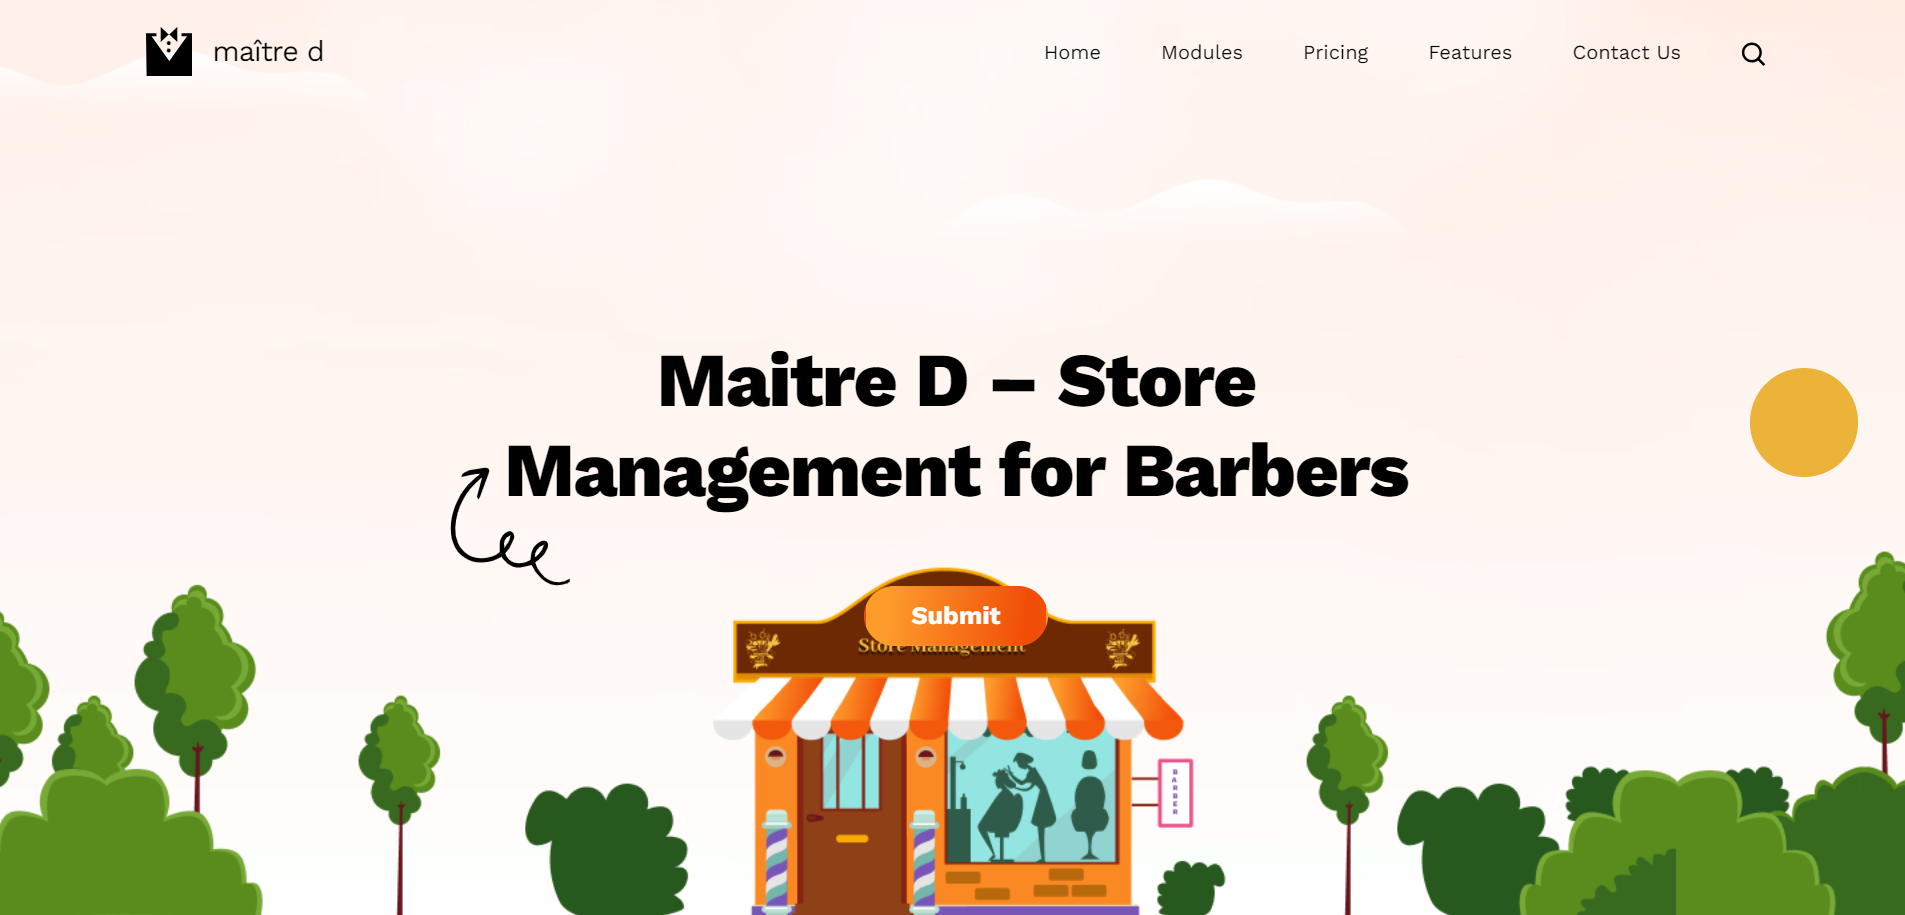 maître d
Home
Modules
Pricing
Features
Contact Us
Maitre D – Store
Management for Barbers
Submit
Store Management
BARBER